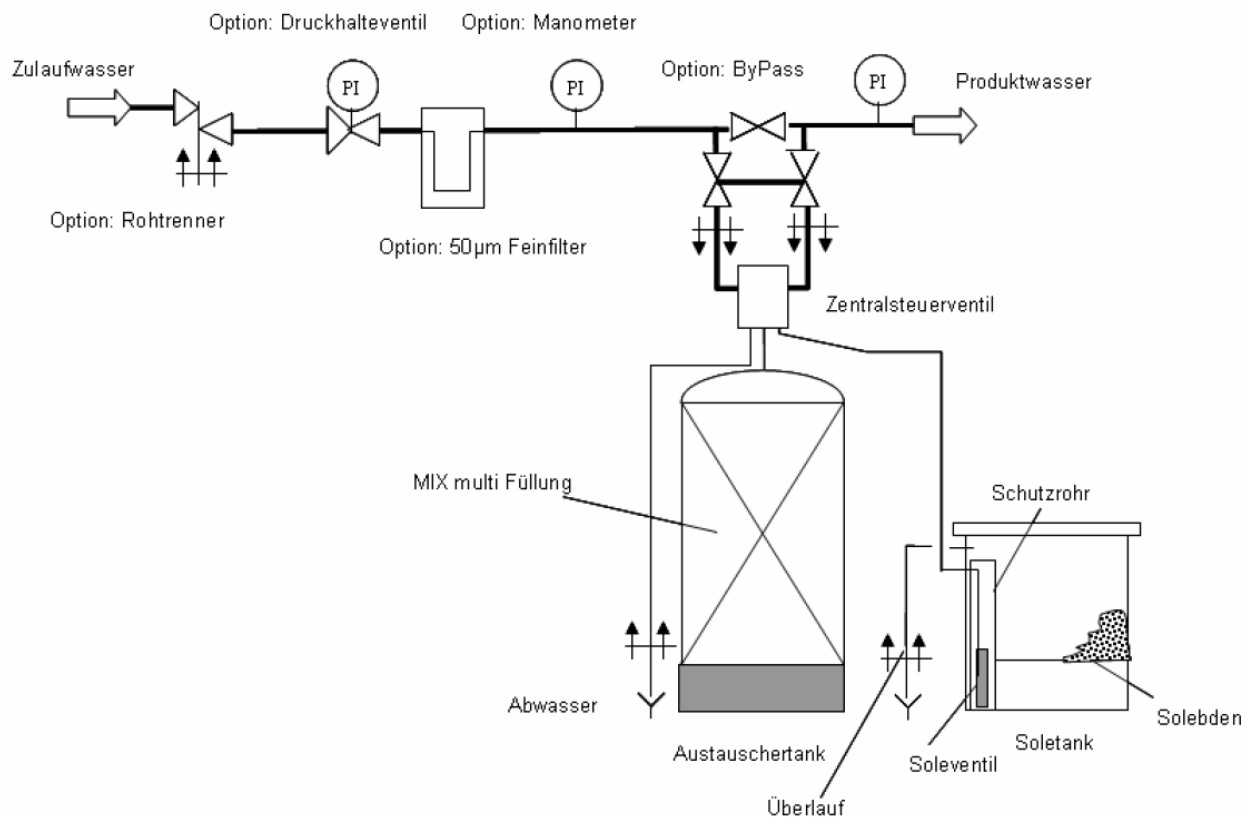 Option: Druckhalteventil
Option: Manometer
Zulaufwasser
Option: ByPass
Produktwasser
PI
PI
PI
Option: Rohtrenner
Option: 50µm Feinfilter
Zentralsteuerventil
MIX multi Füllung
Schutzrohr
Abwasser
Austauschertank
Solebden
Soletank
Soleventil
Überlauf